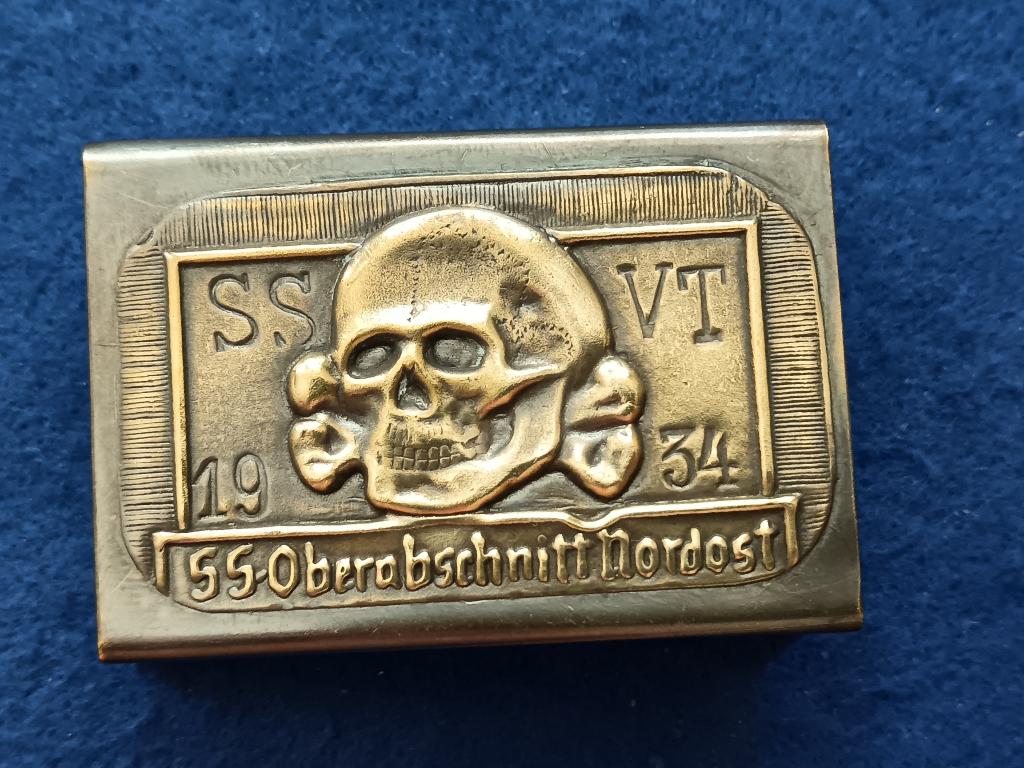 SS VT
19 34
SS-Oberabschnitt Nordost